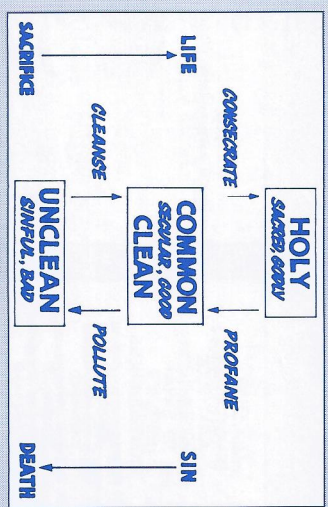 HOLY
SACRED, GODLY
CONSECRATE
PROFANE
LIFE
COMMON
SECULAR, GOOD
CLEAN
SIN
CLEANSE
POLLUTE
SACRIFICE
UNCLEAN
SINFUL, BAD
DEATH